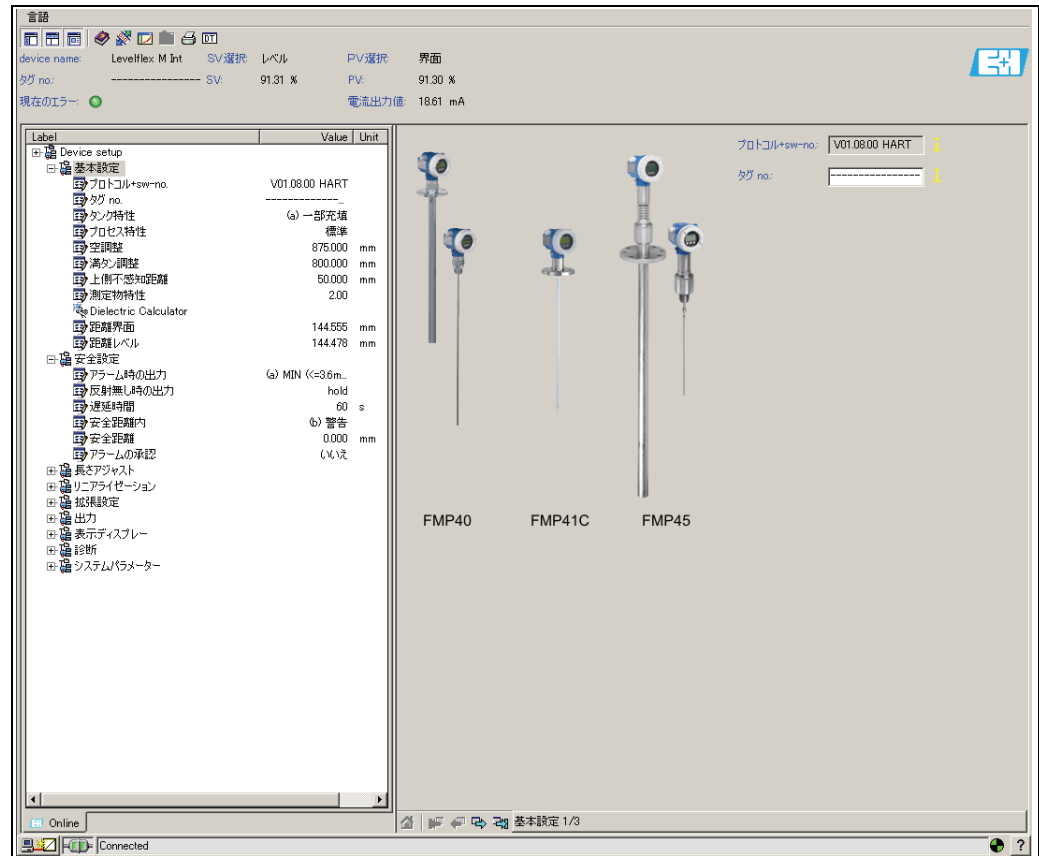 言語
DT
device name: Levelflex M Int SV選択: レベル PV選択: 界面
タグ no.: ---------------- SV: 91.31 % PV: 91.30 %
現在のエラー: 電流出力値: 18.61 mA
E+H
Label Value Unit
Device setup
基本設定
プロトコル+sw-no. V01.08.00 HART
タグ no. -------------...
タンク特性 (a) 一部充填
プロセス特性 標準
空調整 875.000 mm
満タン調整 800.000 mm
上側不感知距離 50.000 mm
測定物特性 2.00
Dielectric Calculator
距離界面 144.555 mm
距離レベル 144.478 mm
安全設定
アラーム時の出力 (a) MIN (<=3.6m...
反射無し時の出力 hold
遅延時間 60 s
安全距離内 (b) 警告
安全距離 0.000 mm
アラームの承認 いいえ
長さアジャスト
リニアライゼーション
拡張設定
出力
表示ディスプレー
診断
システムパラメーター
プロトコル+sw-no.: V01.08.00 HART
タグ no.: ----------------
FMP40 FMP41C FMP45
基本設定 1/3
Online
Connected
?